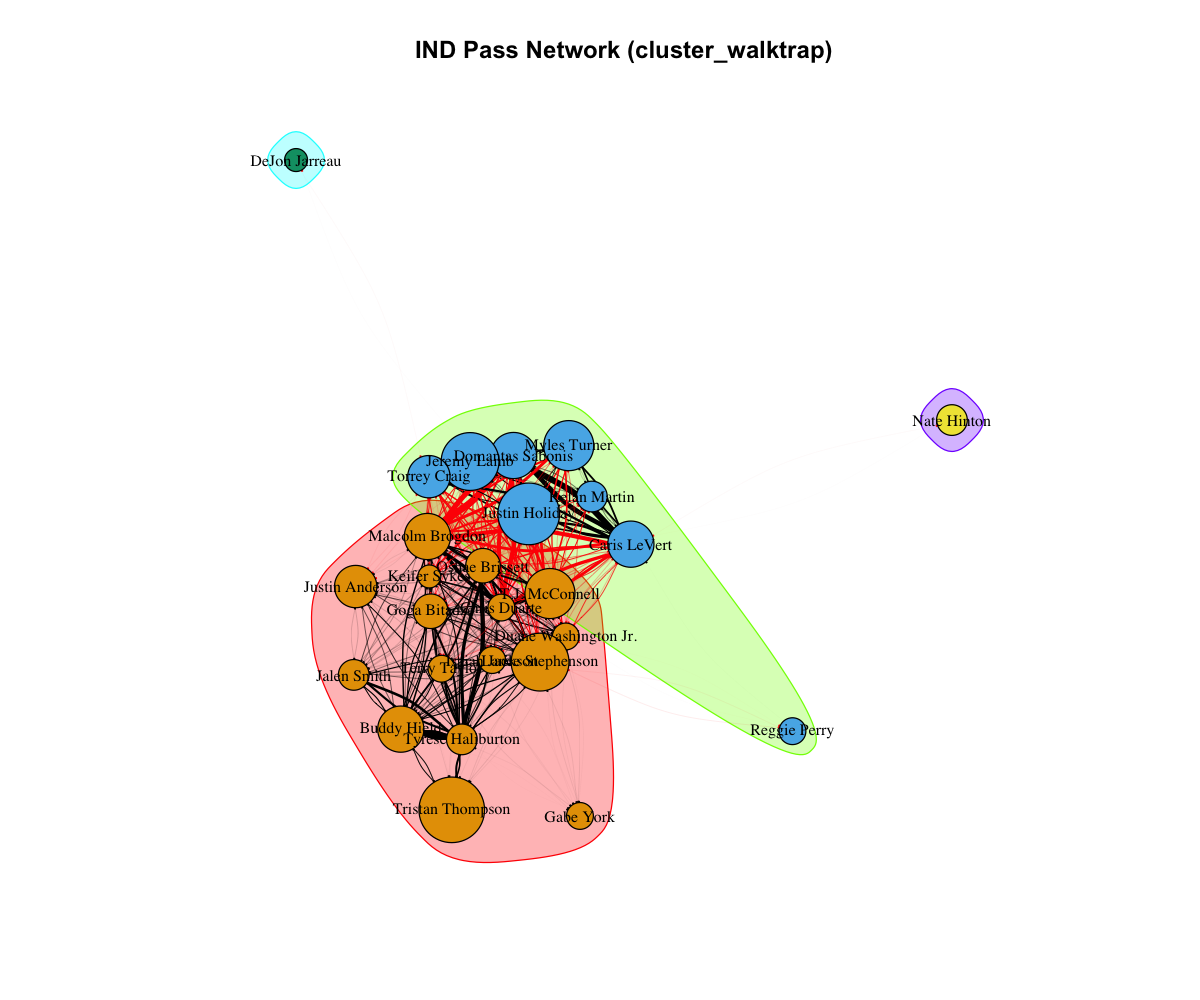 IND Pass Network (cluster_walktrap)
DeJon Jarreau
Nate Hinton
Myles Turner
Domantas Sabonis
Jeremy Lamb
Torrey Craig
Kelan Martin
Justin Holiday
Malcolm Brogdon
Caris LeVert
Oshae Brissett
Keifer Sykes
Justin Anderson
T.J. McConnell
Chris Duarte
Goga Bitadze
Duane Washington Jr.
Lance Stephenson
Isaiah Jackson
Terry Taylor
Jalen Smith
Buddy Hield
Tyrese Haliburton
Reggie Perry
Tristan Thompson
Gabe York